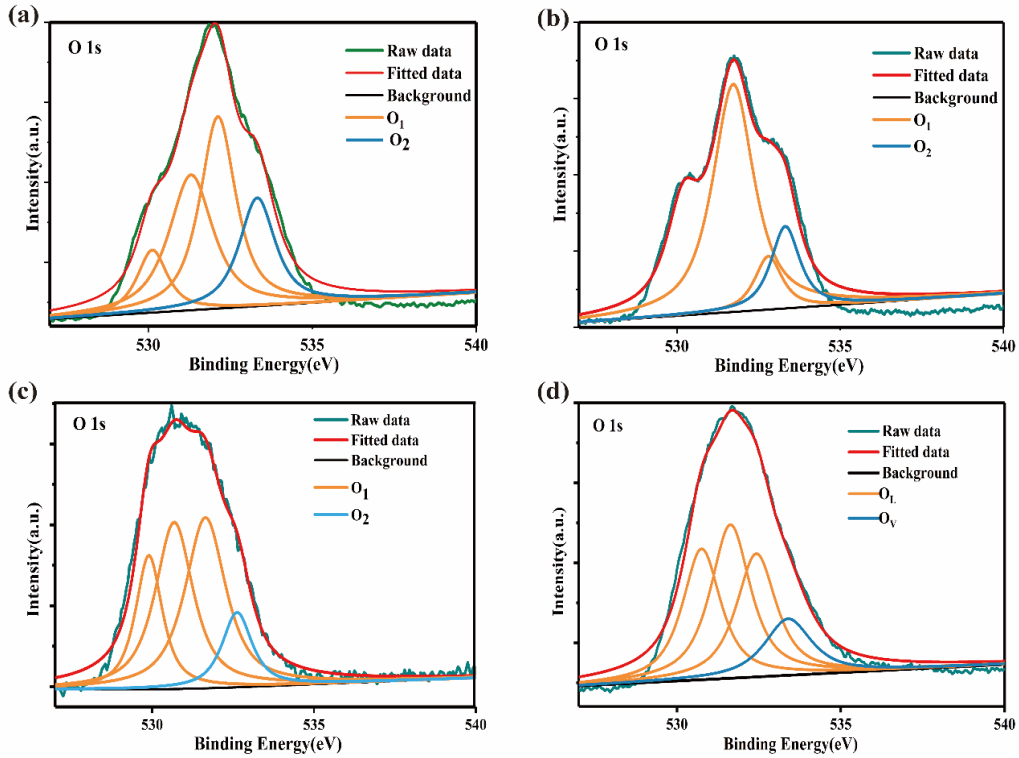 (a)
O 1s
Raw data
Fitted data
Background
O1
O2
Intensity(a.u.)
530
535
540
Binding Energy(eV)
(b)
O 1s
Raw data
Fitted data
Background
O1
O2
Intensity(a.u.)
530
535
540
Binding Energy(eV)
(c)
O 1s
Raw data
Fitted data
Background
O1
O2
Intensity(a.u.)
530
535
540
Binding Energy(eV)
(d)
O 1s
Raw data
Fitted data
Background
OL
OV
Intensity(a.u.)
530
535
540
Binding Energy(eV)